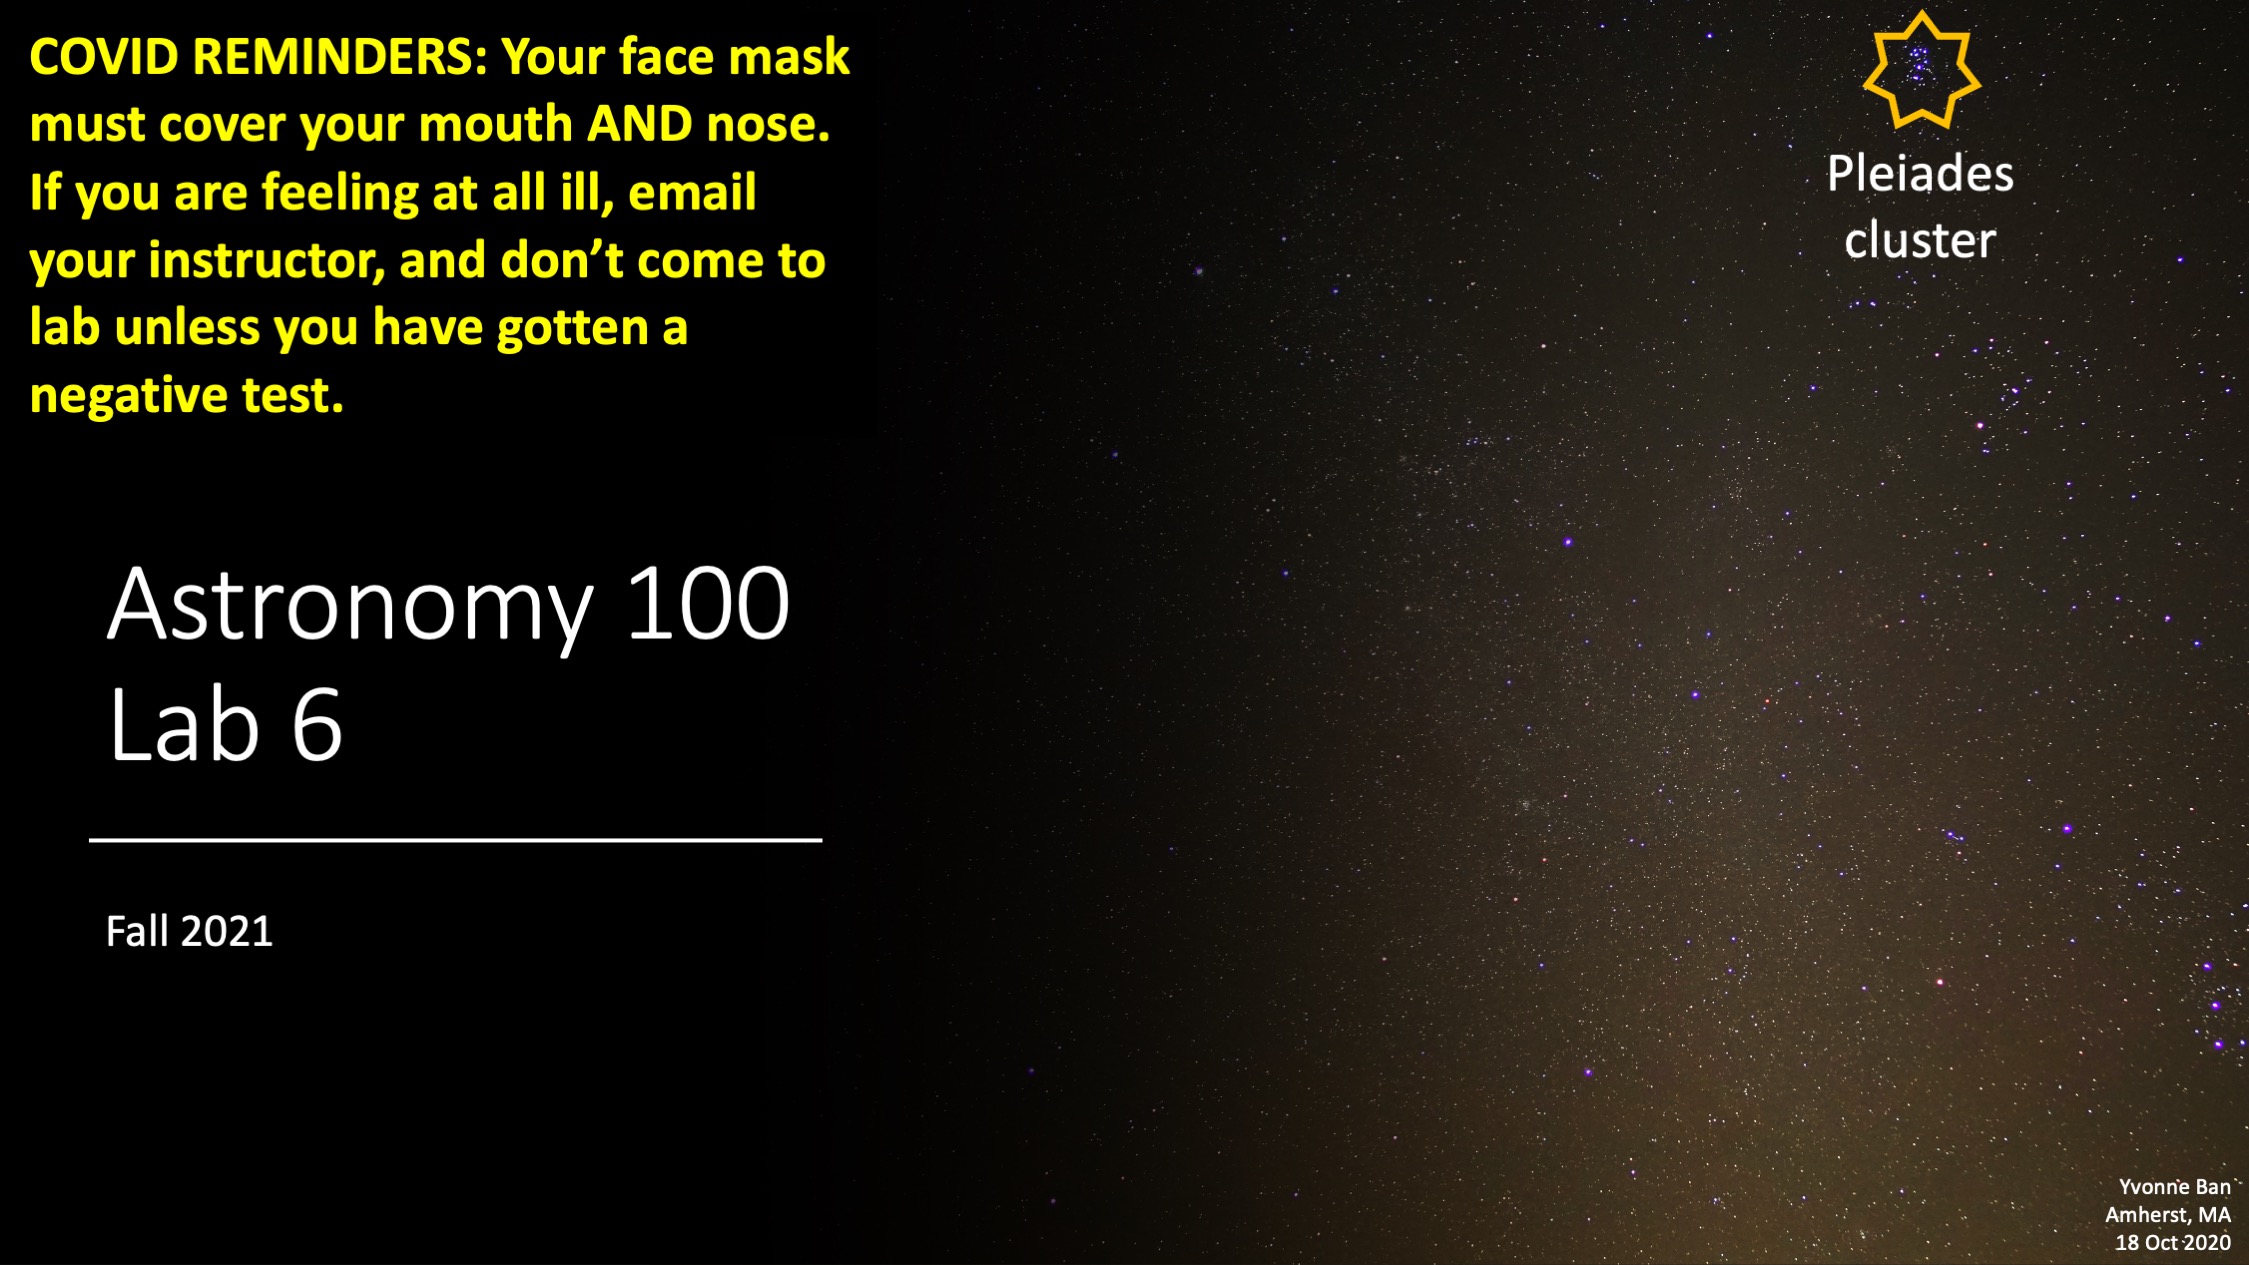 COVID REMINDERS: Your face mask
must cover your mouth AND nose.
If you are feeling at all ill, email
your instructor, and don’t come to
lab unless you have gotten a
negative test.
Pleiades
cluster
Astronomy 100
Lab 6
Fall 2021
Yvonne Ban
Amherst, MA
18 Oct 2020